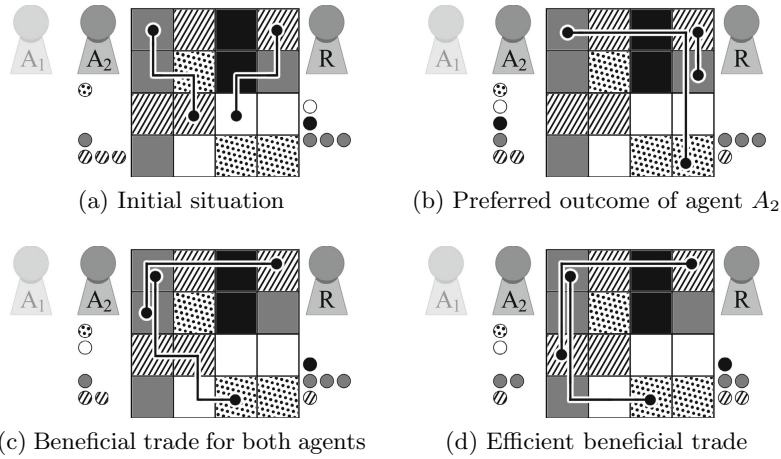 A1 A2 R A1 A2 R
(a) Initial situation (b) Preferred outcome of agent A2
A1 A2 R A1 A2 R
(c) Beneficial trade for both agents (d) Efficient beneficial trade